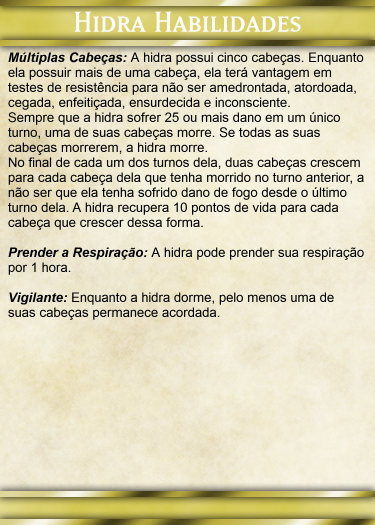 Hidra Habilidades
Múltiplas Cabeças: A hidra possui cinco cabeças. Enquanto
ela possuir mais de uma cabeça, ela terá vantagem em
testes de resistência para não ser amedrontada, atordoada,
cegada, enfeitiçada, ensurdecida e inconsciente.
Sempre que a hidra sofrer 25 ou mais dano em um único
turno, uma de suas cabeças morre. Se todas as suas
cabeças morrerem, a hidra morre.
No final de cada um dos turnos dela, duas cabeças crescem
para cada cabeça dela que tenha morrido no turno anterior, a
não ser que ela tenha sofrido dano de fogo desde o último
turno dela. A hidra recupera 10 pontos de vida para cada
cabeça que crescer dessa forma.
Prender a Respiração: A hidra pode prender sua respiração
por 1 hora.
Vigilante: Enquanto a hidra dorme, pelo menos uma de
suas cabeças permanece acordada.